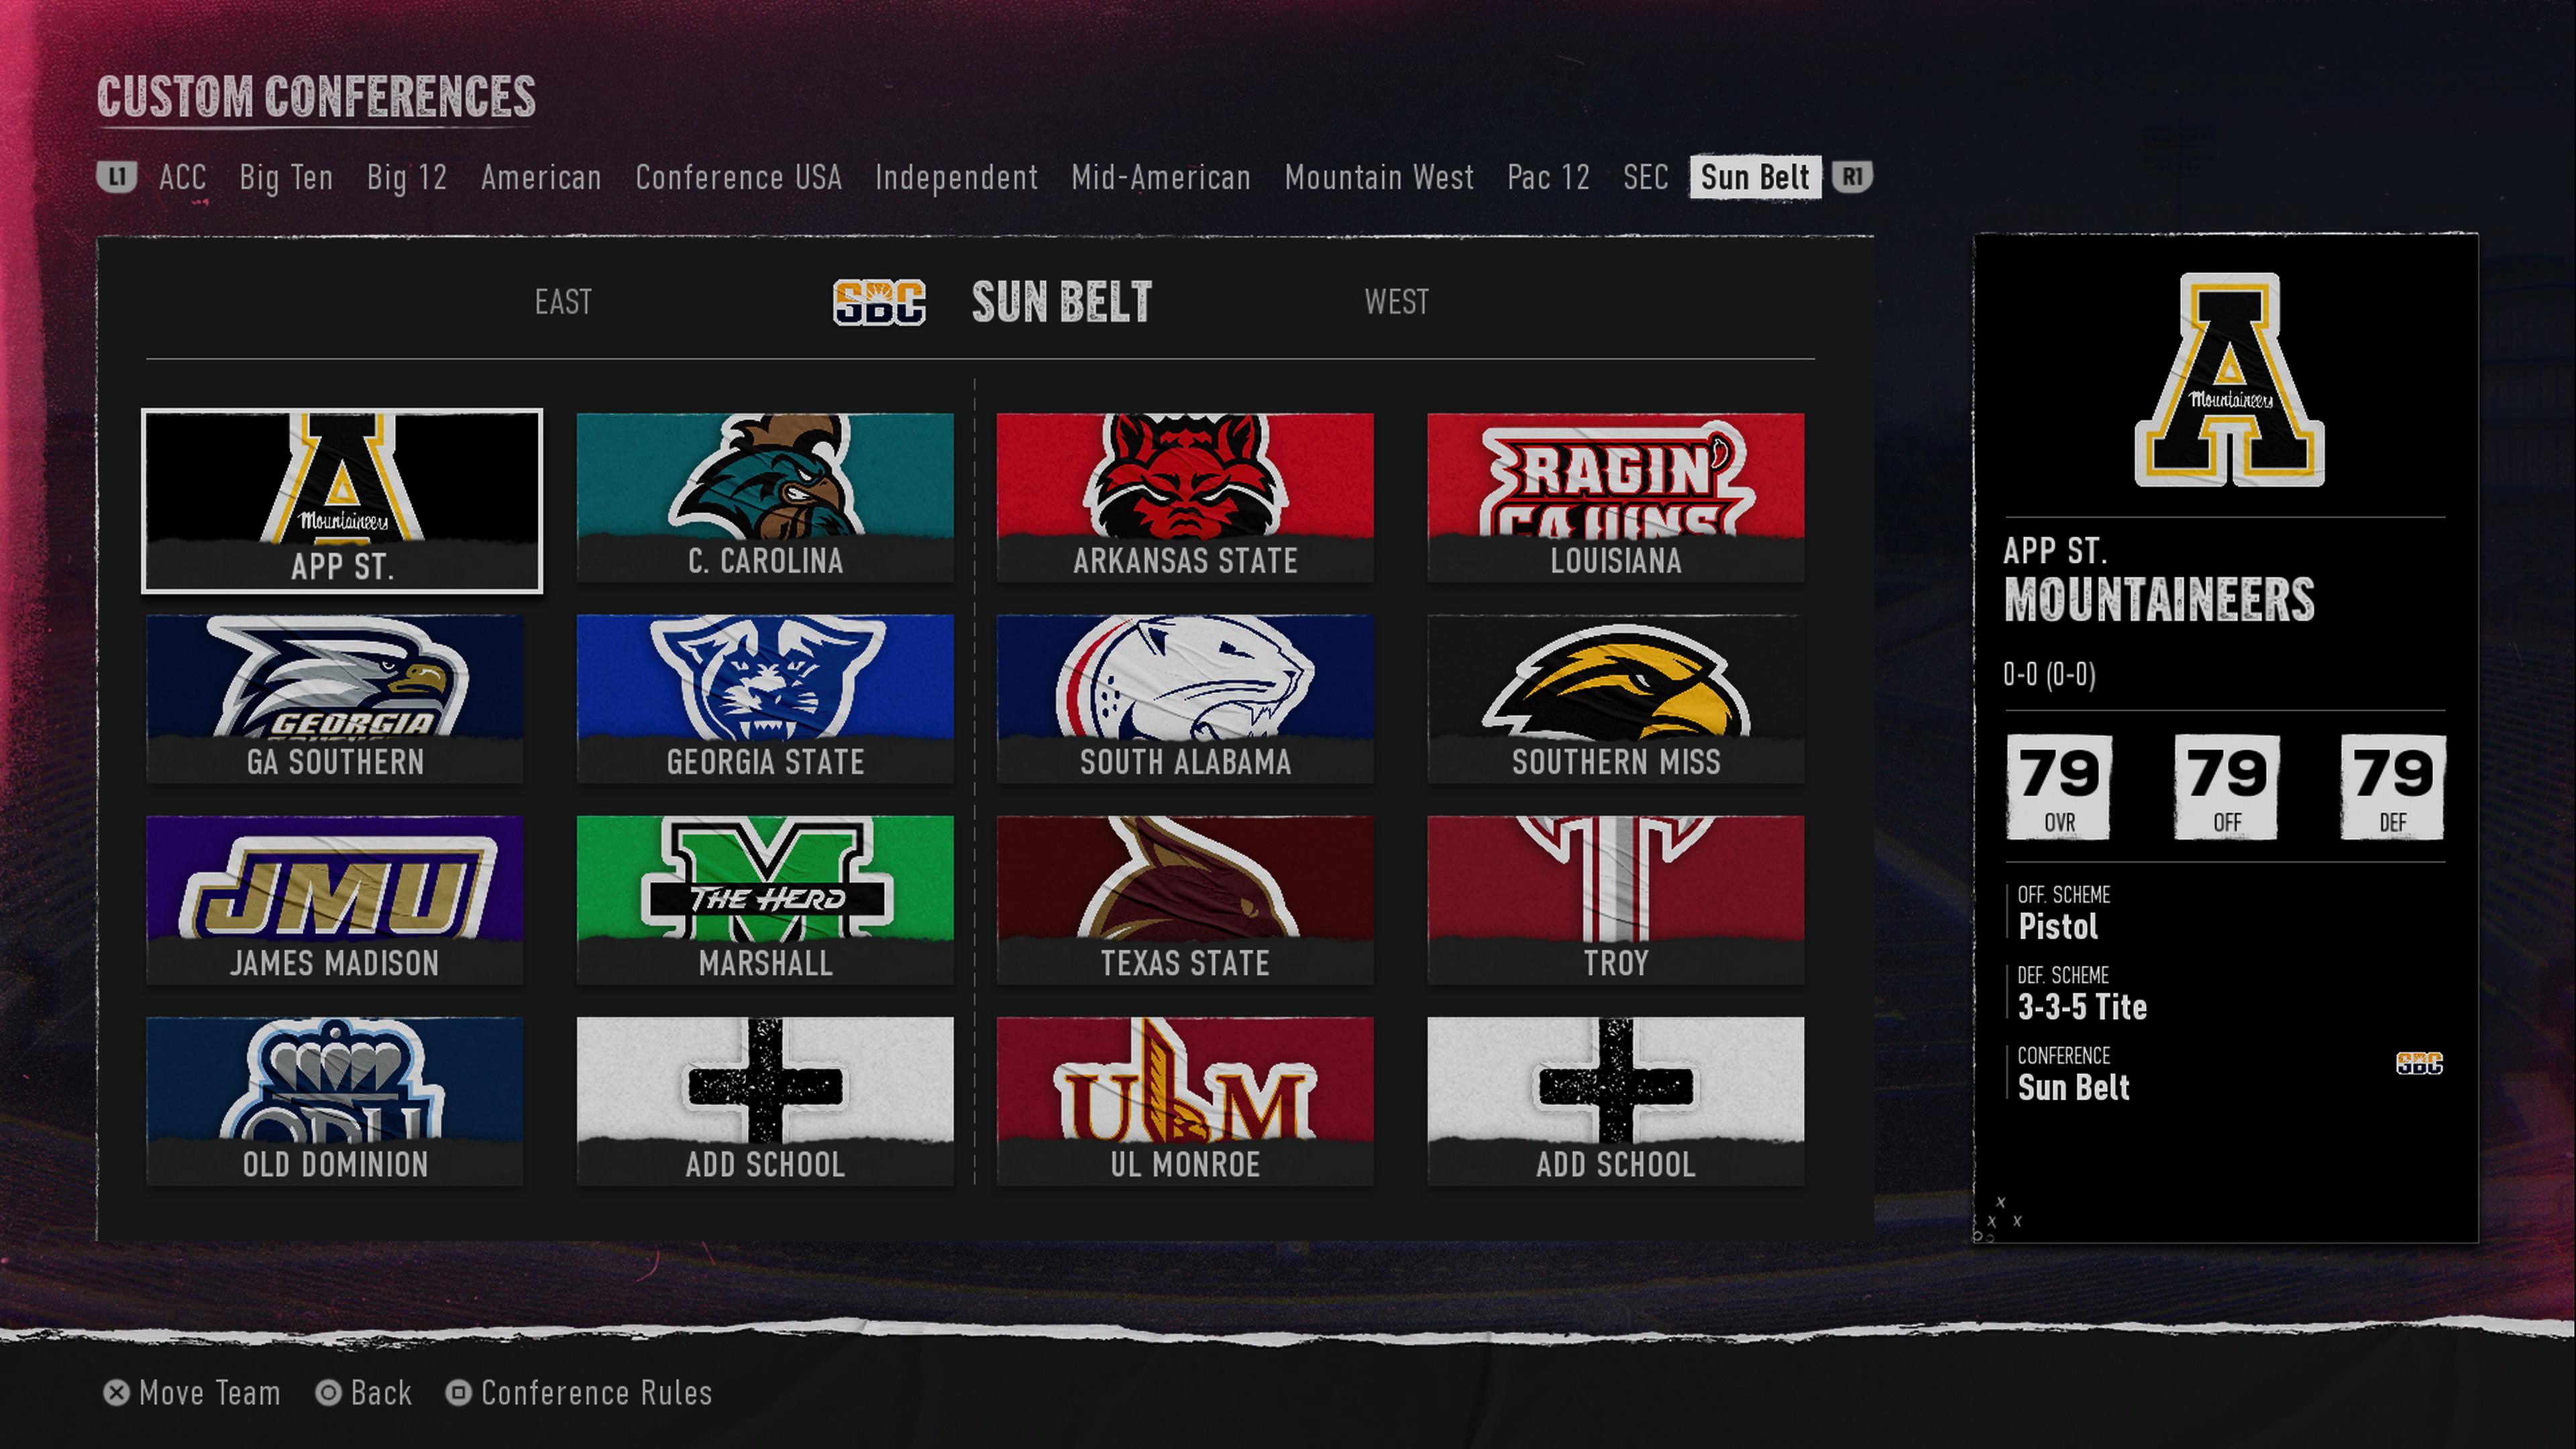 CUSTOM CONFERENCES
L1 ACC Big Ten Big 12 American Conference USA Independent Mid-American Mountain West Pac 12 SEC Sun Belt R1
EAST SBC SUN BELT WEST
A Mountaineers
APP ST.
C. CAROLINA
ARKANSAS STATE
RAGIN'
CAJUNS
LOUISIANA
GEORGIA
GA SOUTHERN
GEORGIA STATE
SOUTH ALABAMA
SOUTHERN MISS
JMU
JAMES MADISON
M
THE HERD
MARSHALL
TEXAS STATE
T
TROY
ODU
OLD DOMINION
ADD SCHOOL
ULM
UL MONROE
ADD SCHOOL
A
Mountaineers
APP ST.
MOUNTAINEERS
0-0 (0-0)
79 79 79
OVR OFF DEF
OFF. SCHEME
Pistol
DEF. SCHEME
3-3-5 Tite
CONFERENCE
Sun Belt SBC
Move Team Back Conference Rules